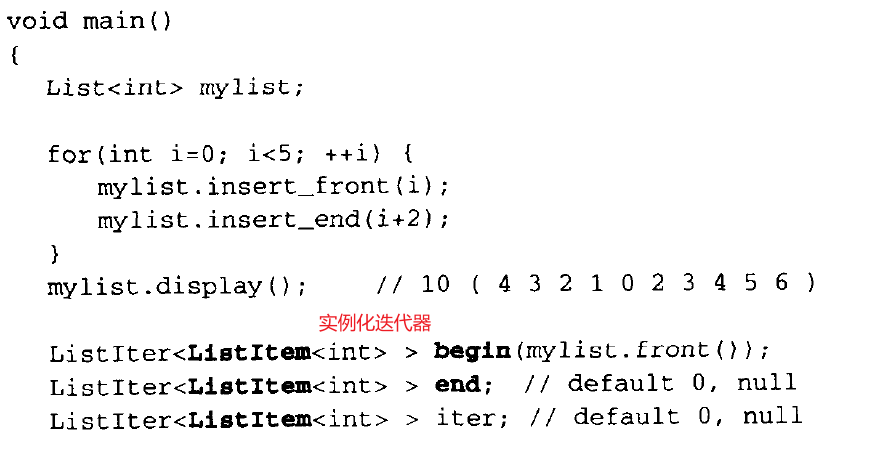 void main()
{
List<int> mylist;
for(int i=0; i<5; ++i) {
mylist.insert_front(i);
mylist.insert_end(i+2);
}
mylist.display(); // 10 ( 4 3 2 1 0 2 3 4 5 6 )
实例化迭代器
ListIter<ListItem<int> > begin(mylist.front());
ListIter<ListItem<int> > end; // default 0, null
ListIter<ListItem<int> > iter; // default 0, null